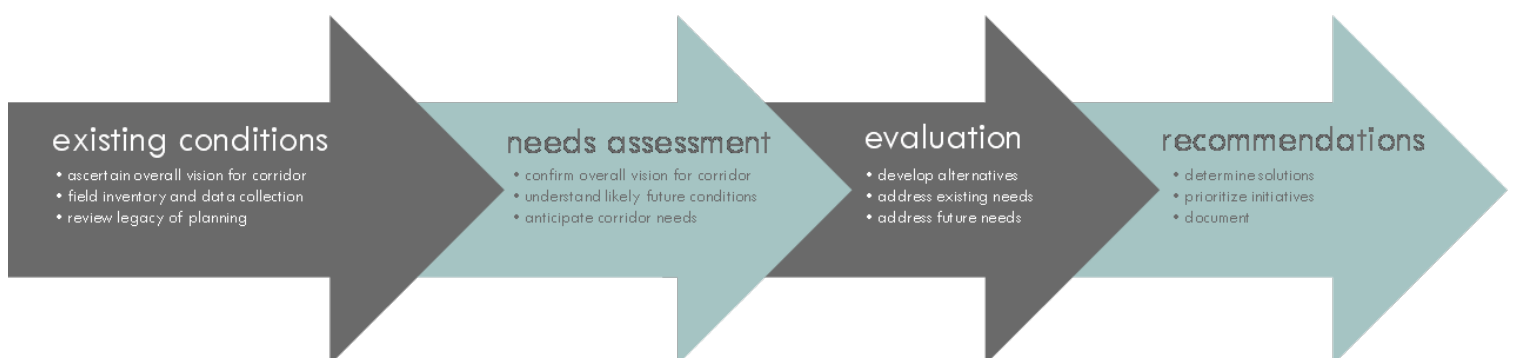 existing conditions
• ascertain overall vision for corridor
• field inventory and data collection
• review legacy of planning
needs assessment
• confirm overall vision for corridor
• understand likely future conditions
• anticipate corridor needs
evaluation
• develop alternatives
• address existing needs
• address future needs
recommendations
• determine solutions
• prioritize initiatives
• document